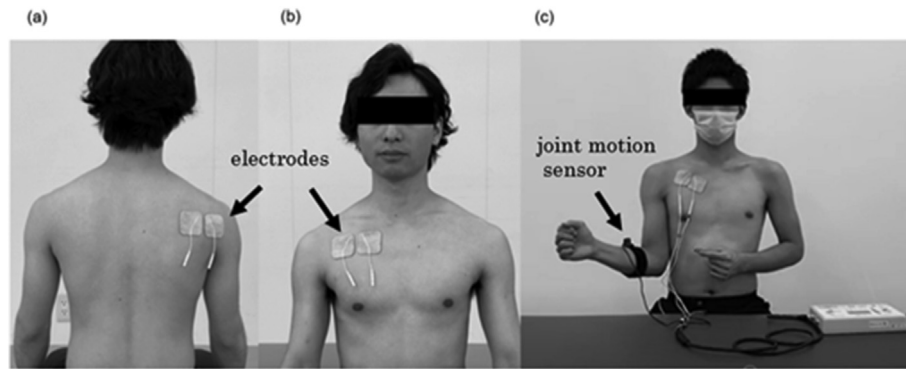 (a)
(b)
(c)
electrodes
joint motion
sensor